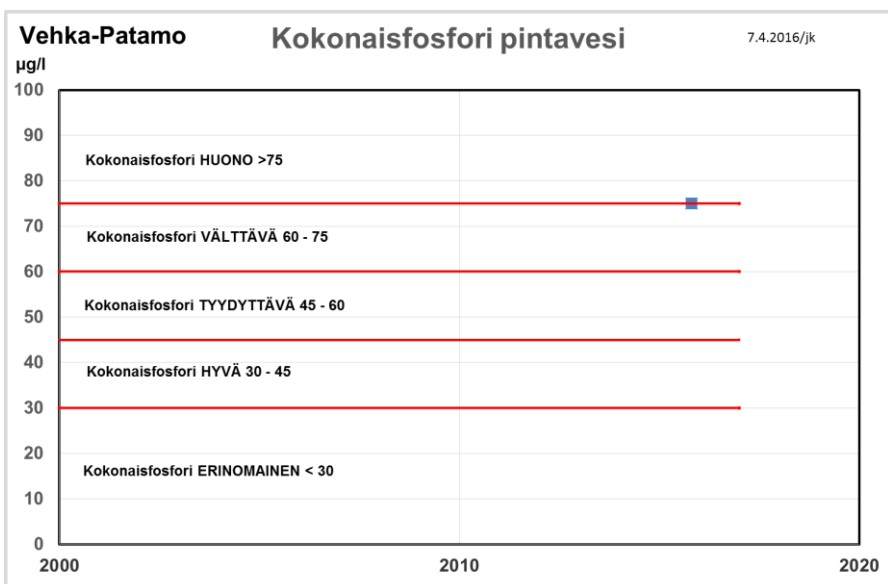 Vehka-Patamo
Kokonaisfosfori pintavesi
7.4.2016/jk
µg/l
100
90
Kokonaisfosfori HUONO >75
80
70
Kokonaisfosfori VÄLTTÄVÄ 60 - 75
60
Kokonaisfosfori TYYDYTTÄVÄ 45 - 60
50
40
Kokonaisfosfori HYVÄ 30 - 45
30
20
Kokonaisfosfori ERINOMAINEN < 30
10
0
2000 2010 2020